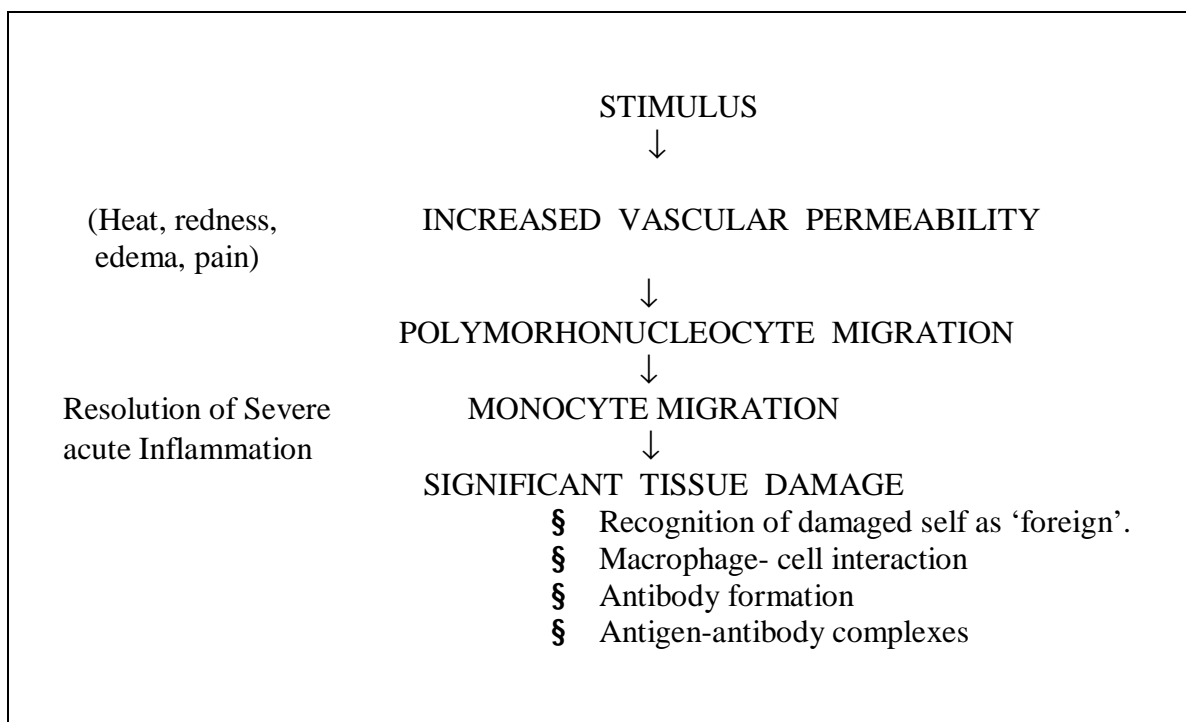 STIMULUS
↓
(Heat, redness, INCREASED VASCULAR PERMEABILITY
edema, pain)
↓
POLYMORHONUCLEOCYTE MIGRATION
↓
Resolution of Severe MONOCYTE MIGRATION
acute Inflammation ↓
SIGNIFICANT TISSUE DAMAGE
§ Recognition of damaged self as ‘foreign’.
§ Macrophage- cell interaction
§ Antibody formation
§ Antigen-antibody complexes